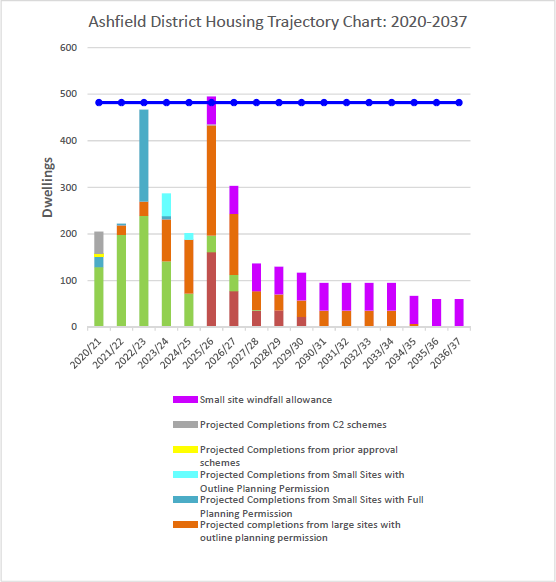 Ashfield District Housing Trajectory Chart: 2020-2037
600
500
400
300
200
100
0
Dwellings
2020/21
2021/22
2022/23
2023/24
2024/25
2025/26
2026/27
2027/28
2028/29
2029/30
2030/31
2031/32
2032/33
2033/34
2034/35
2035/36
2036/37
Small site windfall allowance
Projected Completions from C2 schemes
Projected Completions from prior approval
schemes
Projected Completions from Small Sites with
Outline Planning Permission
Projected Completions from Small Sites with Full
Planning Permission
Projected completions from large sites with
outline planning permission